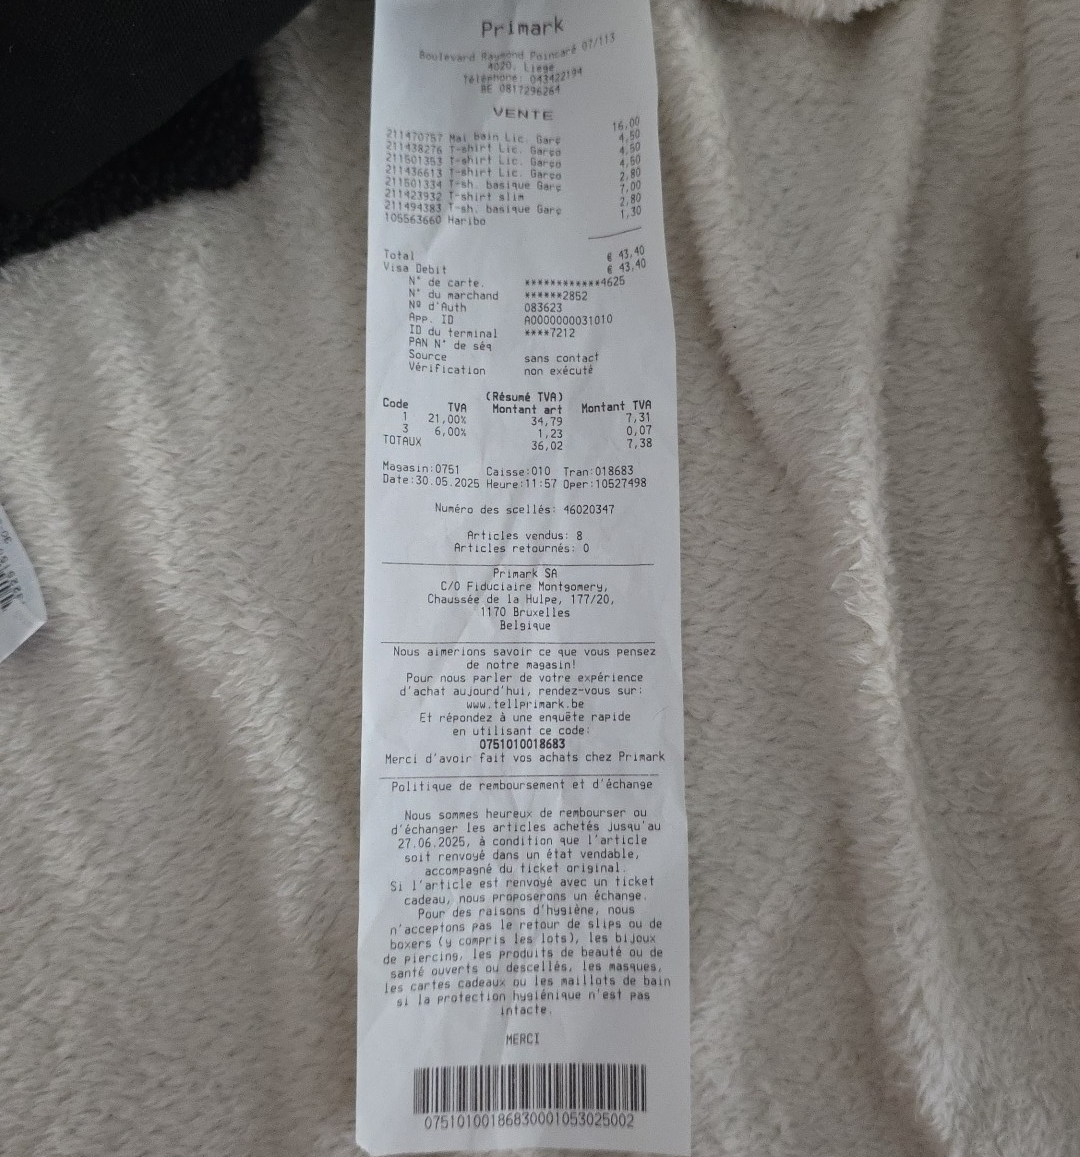 Primark
Boulevard Raymond Poincaré 07/113
4020, Liege
Téléphone: 043422194
BE 0817296264
VENTE
211470757 Mai bain Lic. Garç 16,00
211438276 T-shirt Lic. Garço 4,50
211501353 T-shirt Lic. Garço 4,50
211436613 T-shirt Lic. Garço 4,50
211501334 T-sh. basique Garç 2,80
211423932 T-shirt slim 7,00
211494383 T-sh. basique Garç 2,80
105563660 Haribo 1,30
Total € 43,40
Visa Debit € 43,40
N° de carte. ************4625
N° du marchand ******2852
Nº d'Auth 083623
App. ID A0000000031010
ID du terminal ****7212
PAN N° de séq
Source sans contact
Vérification non exécuté
(Résumé TVA)
Code TVA Montant art Montant TVA
1 21,00% 34,79 7,31
3 6,00% 1,23 0,07
TOTAUX 36,02 7,38
Magasin:0751 Caisse:010 Tran:018683
Date:30.05.2025 Heure:11:57 Oper:10527498
Numéro des scellés: 46020347
Articles vendus: 8
Articles retournés: 0
Primark SA
C/O Fiduciaire Montgomery,
Chaussée de la Hulpe, 177/20,
1170 Bruxelles
Belgique
Nous aimerions savoir ce que vous pensez
de notre magasin!
Pour nous parler de votre expérience
d'achat aujourd'hui, rendez-vous sur:
www.tellprimark.be
Et répondez à une enquête rapide
en utilisant ce code:
0751010018683
Merci d'avoir fait vos achats chez Primark
Politique de remboursement et d'échange
Nous sommes heureux de rembourser ou
d'échanger les articles achetés jusqu'au
27.06.2025, à condition que l'article
soit renvoyé dans un état vendable,
accompagné du ticket original.
Si l'article est renvoyé avec un ticket
cadeau, nous proposerons un échange.
Pour des raisons d'hygiène, nous
n'acceptons pas le retour de slips ou de
boxers (y compris les lots), les bijoux
de piercing, les produits de beauté ou de
santé ouverts ou descellés, les masques,
les cartes cadeaux ou les maillots de bain
si la protection hygiénique n'est pas
intacte.
MERCI
07510100186830001053025002